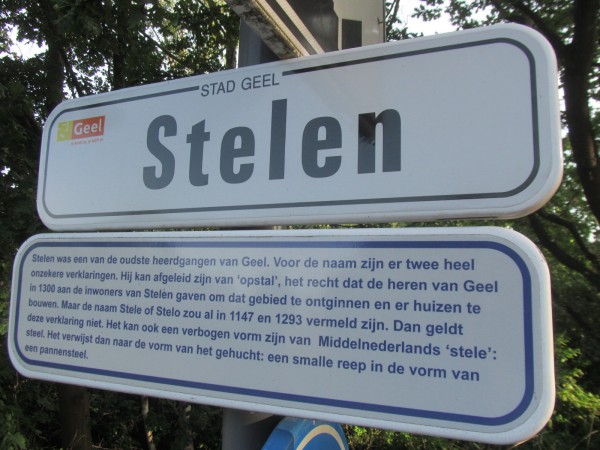 STAD GEEL
Geel
Stelen
Stelen was een van de oudste heerdgangen van Geel. Voor de naam zijn er twee heel
onzekere verklaringen. Hij kan afgeleid zijn van 'opstal', het recht dat de heren van Geel
in 1300 aan de inwoners van Stelen gaven om dat gebied te ontginnen en er huizen te
bouwen. Maar de naam Stele of Stelo zou al in 1147 en 1293 vermeld zijn. Dan geldt
deze verklaring niet. Het kan ook een verbogen vorm zijn van Middelnederlands 'stele':
steel. Het verwijst dan naar de vorm van het gehucht: een smalle reep in de vorm van
een pannensteel.